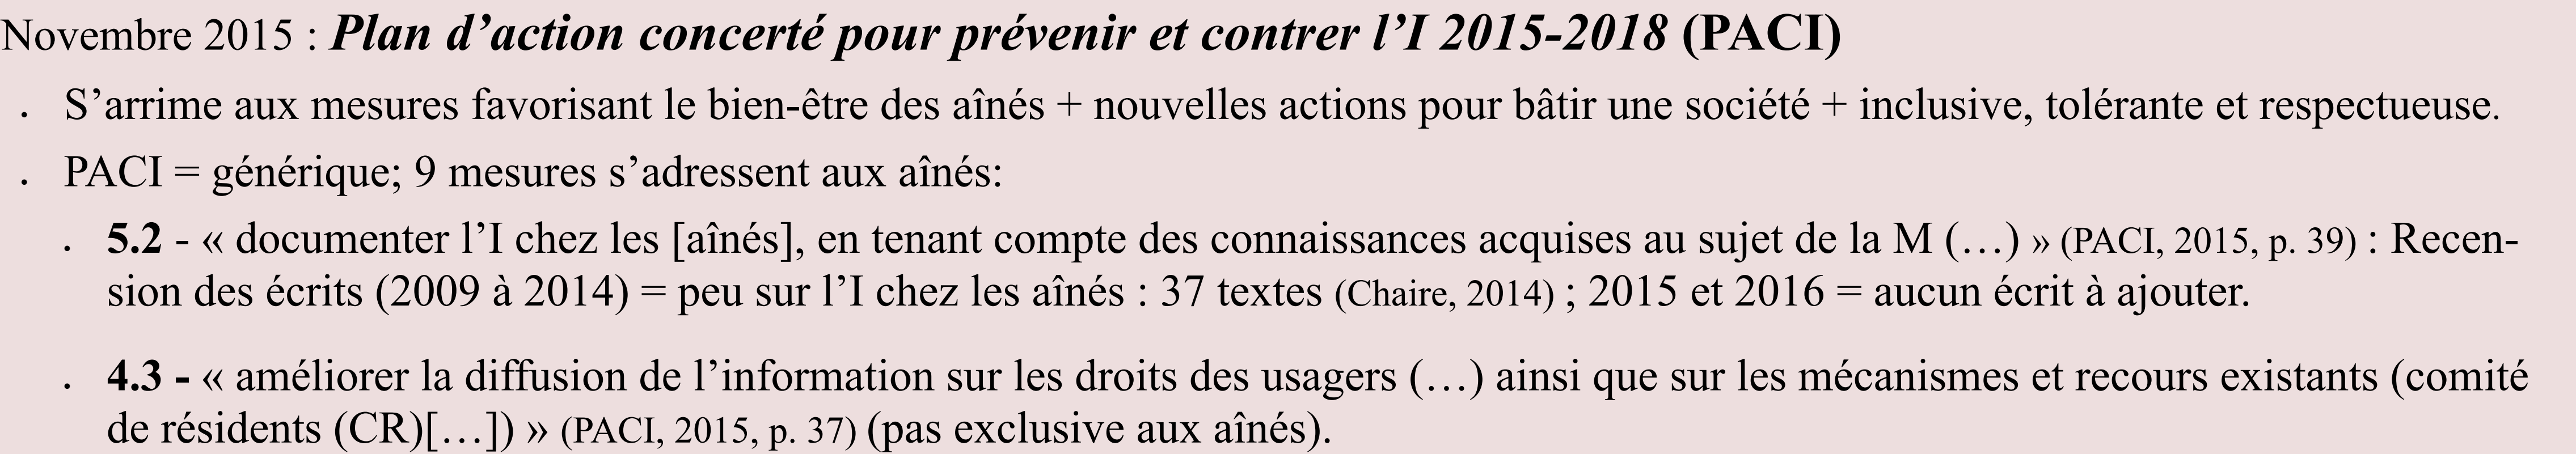 Novembre 2015 : Plan d’action concerté pour prévenir et contrer l’I 2015-2018 (PACI)
. S’arrime aux mesures favorisant le bien-être des aînés + nouvelles actions pour bâtir une société + inclusive, tolérante et respectueuse.
. PACI = générique; 9 mesures s’adressent aux aînés:
. 5.2 - « documenter l’I chez les [aînés], en tenant compte des connaissances acquises au sujet de la M (…) » (PACI, 2015, p. 39) : Recen-
sion des écrits (2009 à 2014) = peu sur l’I chez les aînés : 37 textes (Chaire, 2014) ; 2015 et 2016 = aucun écrit à ajouter.
. 4.3 - « améliorer la diffusion de l’information sur les droits des usagers (…) ainsi que sur les mécanismes et recours existants (comité
de résidents (CR)[…]) » (PACI, 2015, p. 37) (pas exclusive aux aînés).